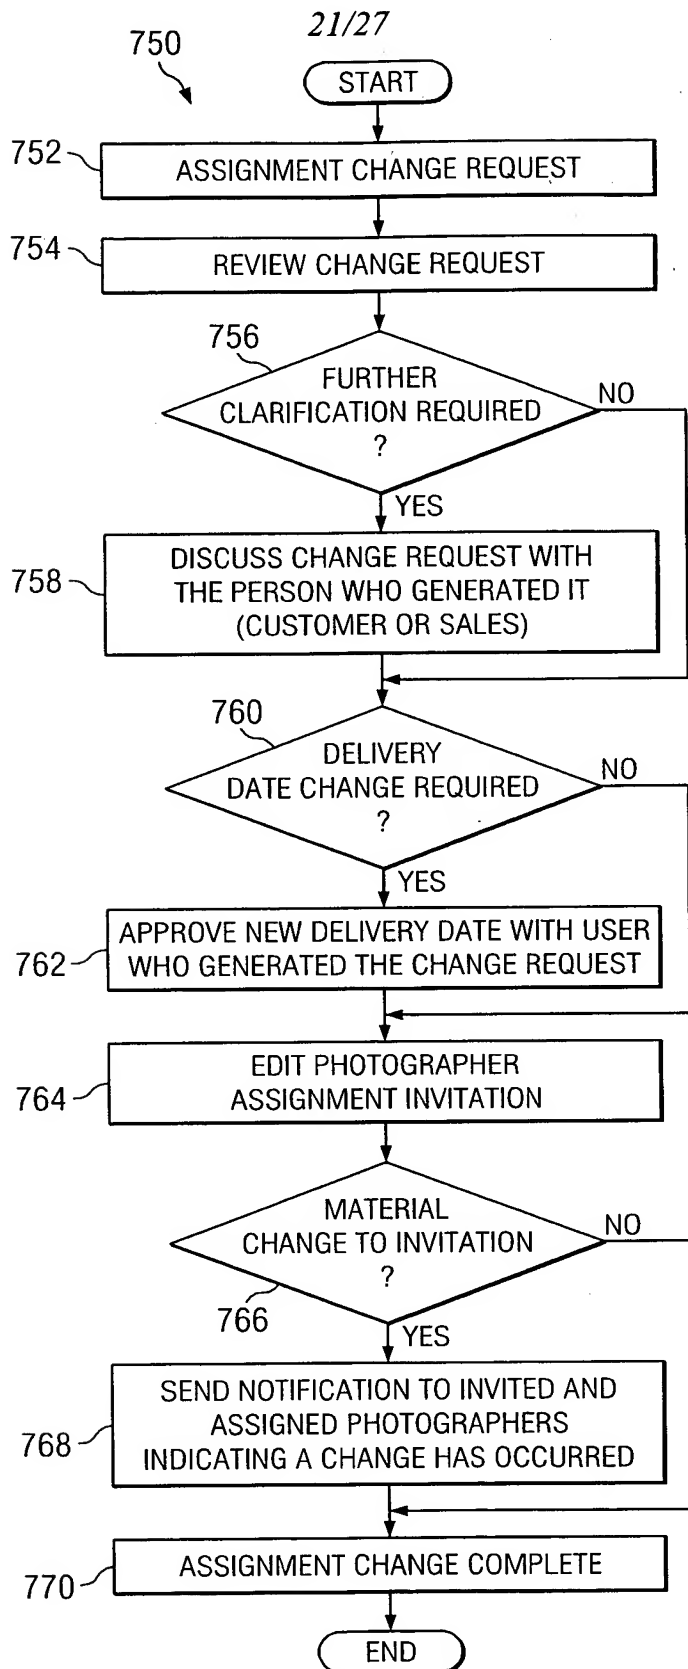 21/27
750
START
752
ASSIGNMENT CHANGE REQUEST
754
REVIEW CHANGE REQUEST
756
FURTHER
CLARIFICATION REQUIRED
?
NO
YES
758
DISCUSS CHANGE REQUEST WITH
THE PERSON WHO GENERATED IT
(CUSTOMER OR SALES)
760
DELIVERY
DATE CHANGE REQUIRED
?
NO
YES
762
APPROVE NEW DELIVERY DATE WITH USER
WHO GENERATED THE CHANGE REQUEST
764
EDIT PHOTOGRAPHER
ASSIGNMENT INVITATION
MATERIAL
CHANGE TO INVITATION
?
NO
766
YES
768
SEND NOTIFICATION TO INVITED AND
ASSIGNED PHOTOGRAPHERS
INDICATING A CHANGE HAS OCCURRED
770
ASSIGNMENT CHANGE COMPLETE
END